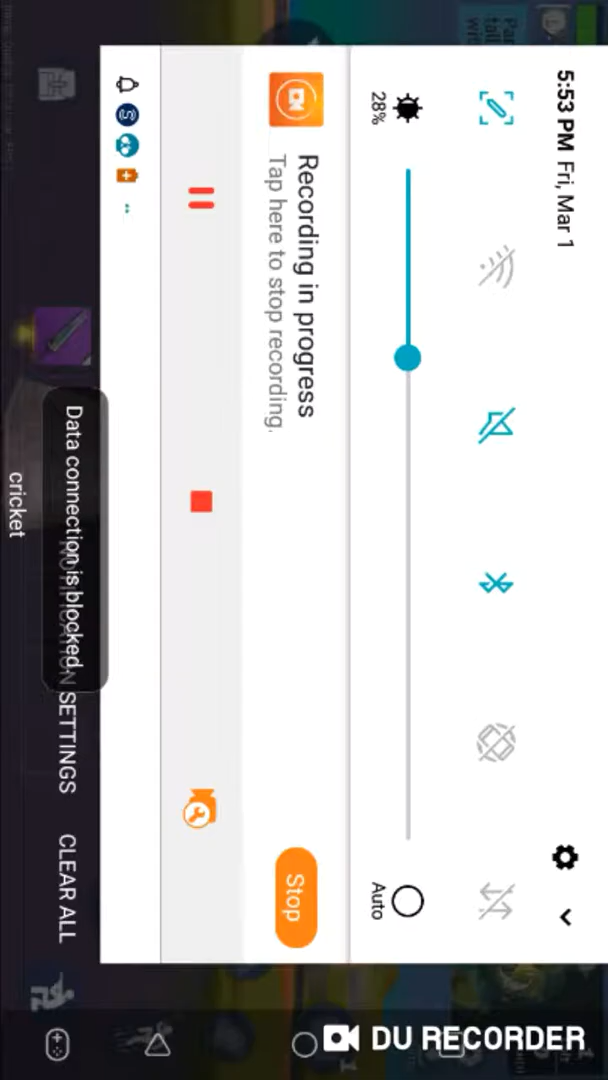 5:53 PM Fri, Mar 1
28%
Auto
Recording in progress
Tap here to stop recording.
Stop
Data connection is blocked.
NOTIFICATION SETTINGS
CLEAR ALL
cricket
DU RECORDER